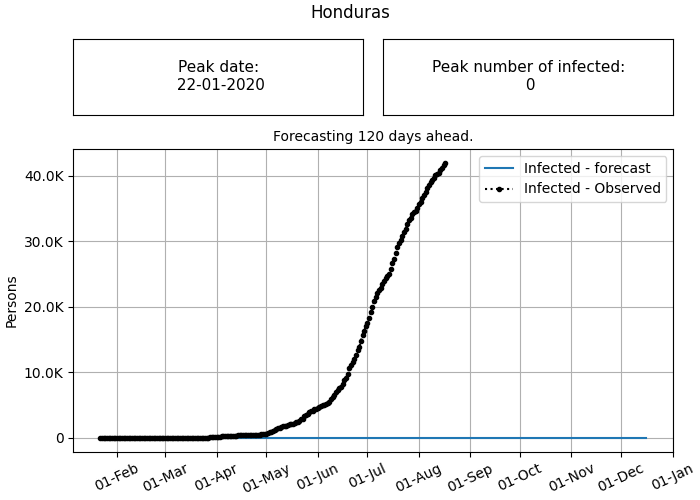 Honduras
Peak date:
22-01-2020
Peak number of infected:
0
Forecasting 120 days ahead.
Infected - forecast
Infected - Observed
Persons
40.0K
30.0K
20.0K
10.0K
0
01-Feb
01-Mar
01-Apr
01-May
01-Jun
01-Jul
01-Aug
01-Sep
01-Oct
01-Nov
01-Dec
01-Jan